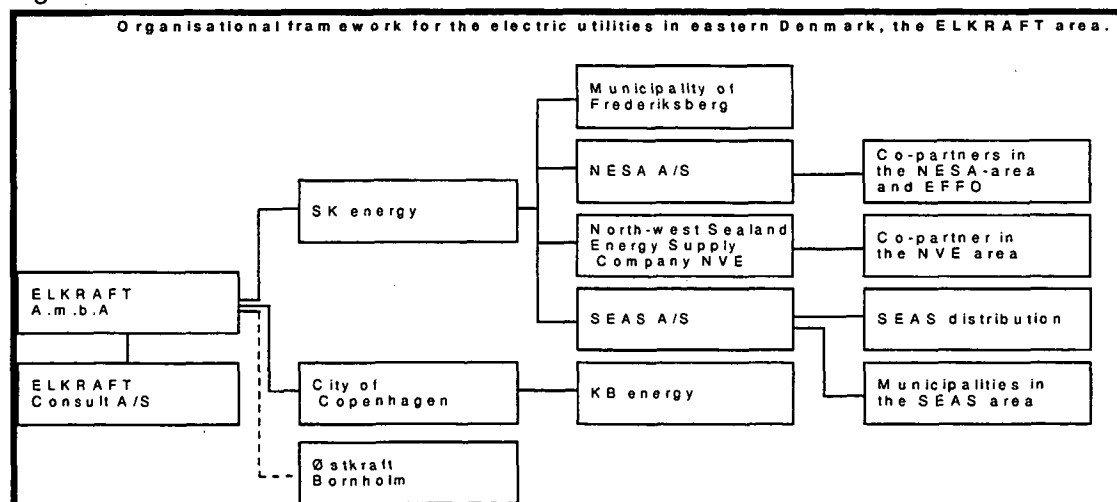 Organisational framework for the electric utilities in eastern Denmark, the ELKRAFT area.
Municipality of
Frederiksberg
NESA A/S
Co-partners in
the NESA-area
and EFFO
SK energy
North-west Sealand
Energy Supply
Company NVE
Co-partner in
the NVE area
ELKRAFT
A.m.b.A
SEAS A/S
SEAS distribution
ELKRAFT
Consult A/S
City of
Copenhagen
KB energy
Municipalities in
the SEAS area
Østkraft
Bornholm